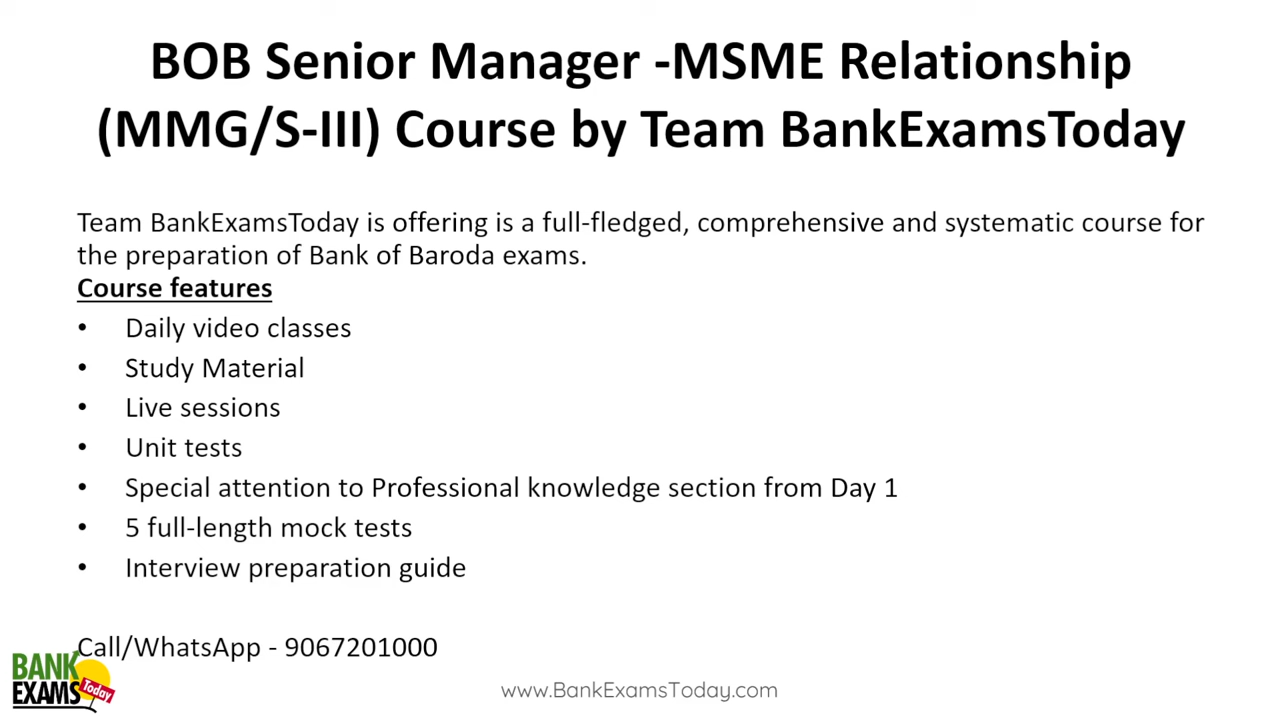 BOB Senior Manager -MSME Relationship
(MMG/S-III) Course by Team BankExamsToday
Team BankExamsToday is offering is a full-fledged, comprehensive and systematic course for
the preparation of Bank of Baroda exams.
Course features
• Daily video classes
• Study Material
• Live sessions
• Unit tests
• Special attention to Professional knowledge section from Day 1
• 5 full-length mock tests
• Interview preparation guide
Call/WhatsApp - 9067201000
BANK
EXAMS Today
www.BankExamsToday.com